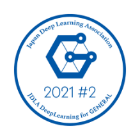 Japan Deep Learning Association
2021 #2
JDLA DeepLearning for GENERAL